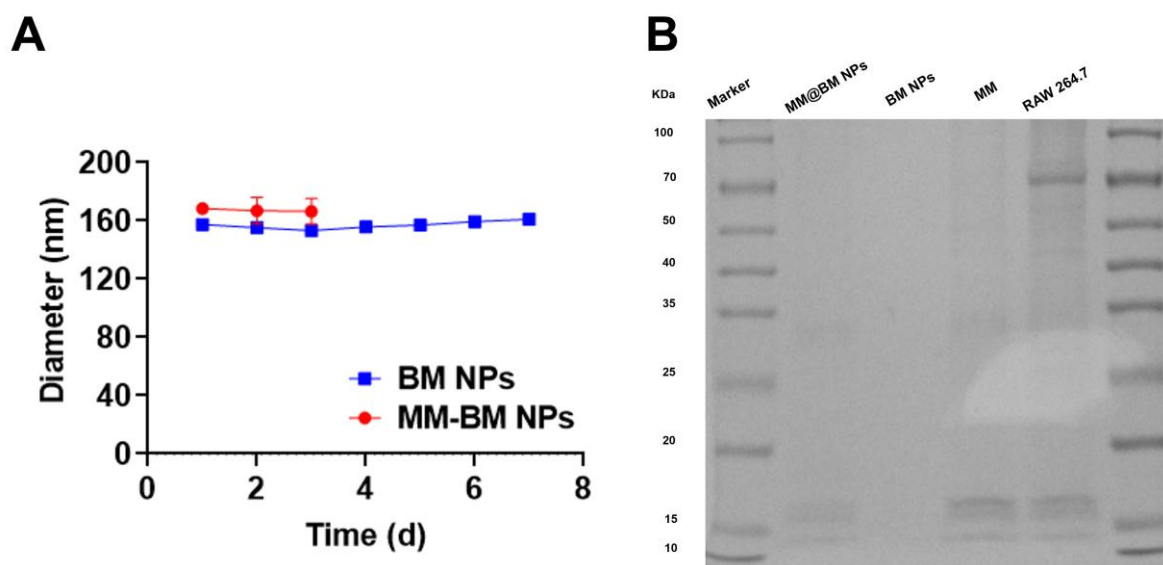 A
B
KDa
Marker
MM@BM NPs
BM NPs
MM
RAW 264.7
100
70
50
40
35
25
20
15
10
200
160
120
80
40
0
Diameter (nm)
BM NPs
MM-BM NPs
0
2
4
6
8
Time (d)